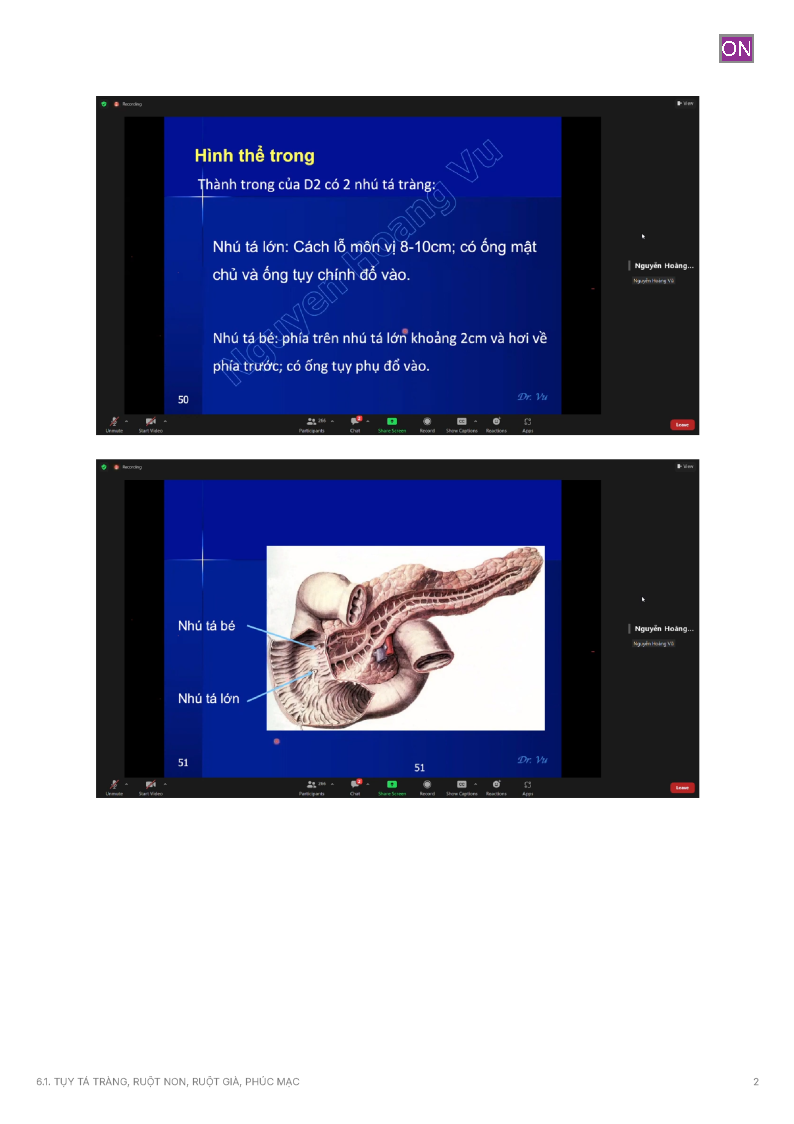 ON
Recording
View
Hình thể trong
Thành trong của D2 có 2 nhú tá tràng:
Nhú tá lớn: Cách lỗ môn vị 8-10cm; có ống mật
chủ và ống tụy chính đổ vào.
Nhú tá bé: phía trên nhú tá lớn khoảng 2cm và hơi về
phía trước; có ống tụy phụ đổ vào.
Nguyen Hoang Vu
50
Dr. Vu
Nguyễn Hoàng...
Nguyễn Hoàng Vũ
Unmute
Start Video
Participants
Chat
Share Screen
Record
Show Captions
Reactions
Apps
Leave
Recording
View
Nhú tá bé
Nhú tá lớn
51
51
Dr. Vu
Nguyễn Hoàng...
Nguyễn Hoàng Vũ
Unmute
Start Video
Participants
Chat
Share Screen
Record
Show Captions
Reactions
Apps
Leave
6.1. TỤY TÁ TRÀNG, RUỘT NON, RUỘT GIÀ, PHÚC MẠC
2